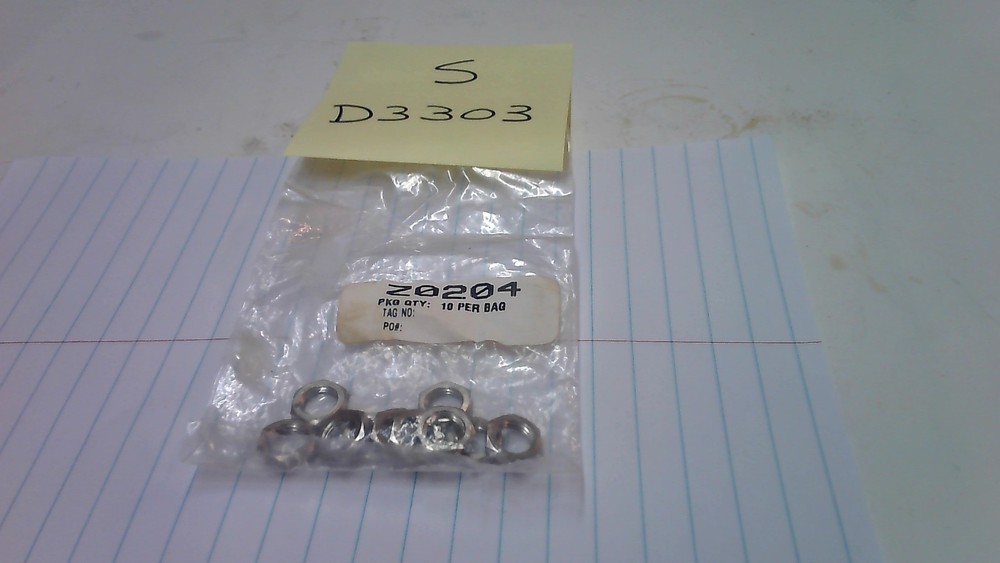 S
D3303
Z0204
PKG QTY: 10 PER BAG
TAG NO:
PO#: